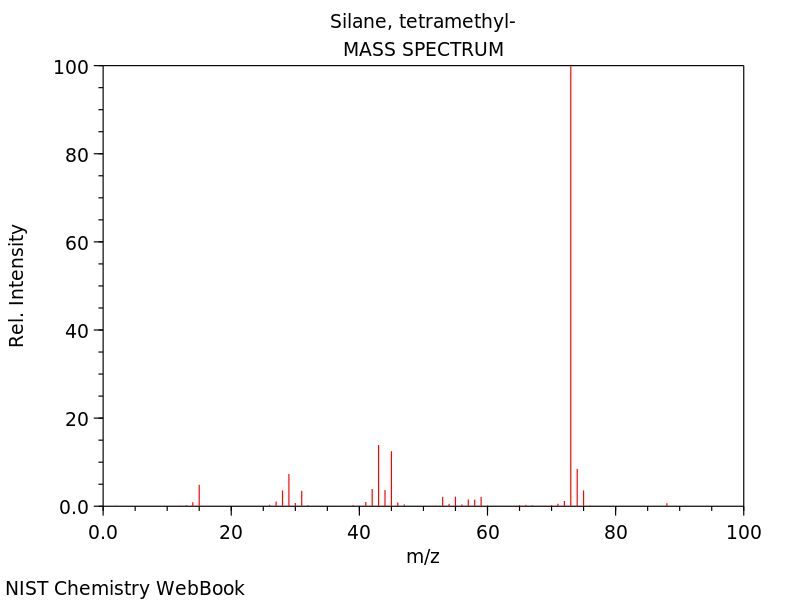 Silane, tetramethyl-
MASS SPECTRUM
100
80
60
40
20
0.0
Rel. Intensity
0.0 20 40 60 80 100
m/z
NIST Chemistry WebBook